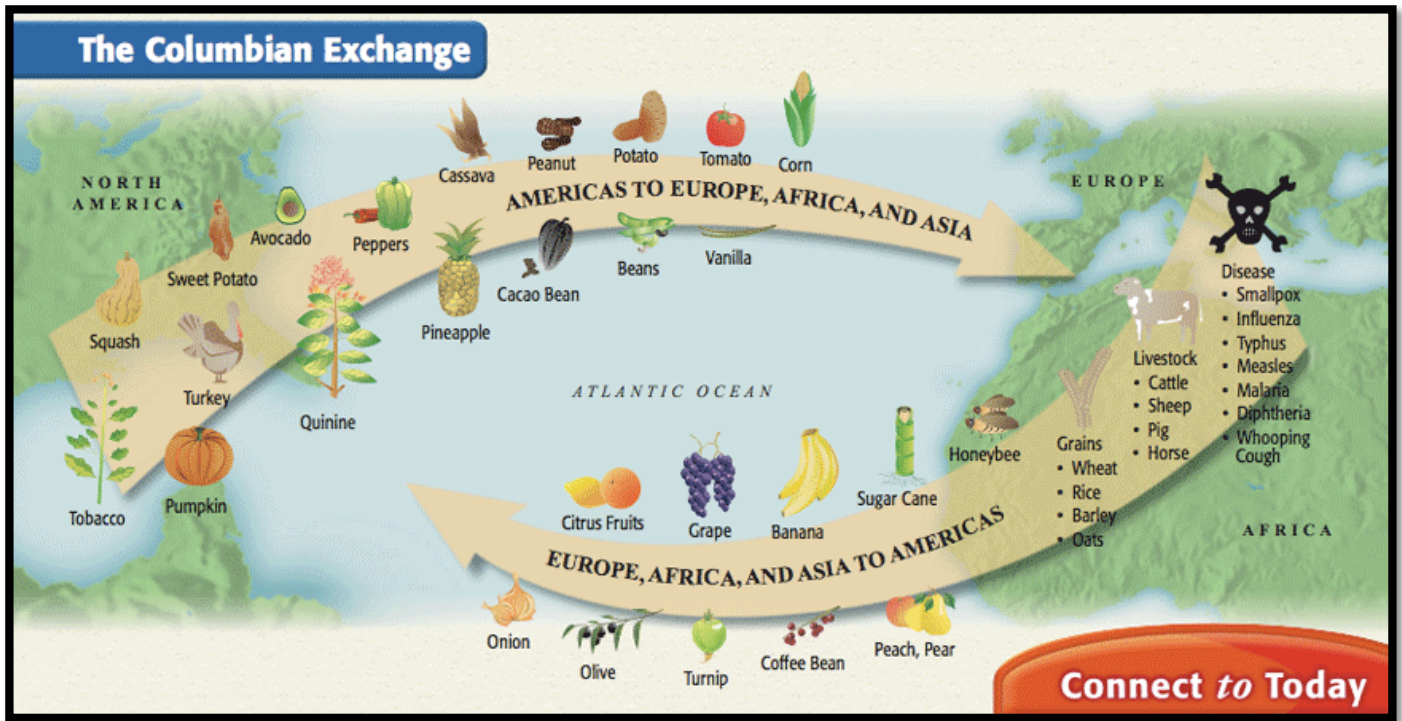 The Columbian Exchange
NORTH
AMERICA
Cassava
Peanut
Potato
Tomato
Corn
AMERICAS TO EUROPE, AFRICA, AND ASIA
Avocado
Peppers
Sweet Potato
Squash
Turkey
Quinine
Pineapple
Cacao Bean
Beans
Vanilla
Tobacco
Pumpkin
ATLANTIC OCEAN
EUROPE
Disease
• Smallpox
• Influenza
• Typhus
• Measles
• Malaria
• Diphtheria
• Whooping
Cough
Livestock
• Cattle
• Sheep
• Pig
• Horse
Grains
• Wheat
• Rice
• Barley
• Oats
AFRICA
Honeybee
Sugar Cane
Banana
Grape
Citrus Fruits
EUROPE, AFRICA, AND ASIA TO AMERICAS
Onion
Olive
Turnip
Coffee Bean
Peach, Pear
Connect to Today